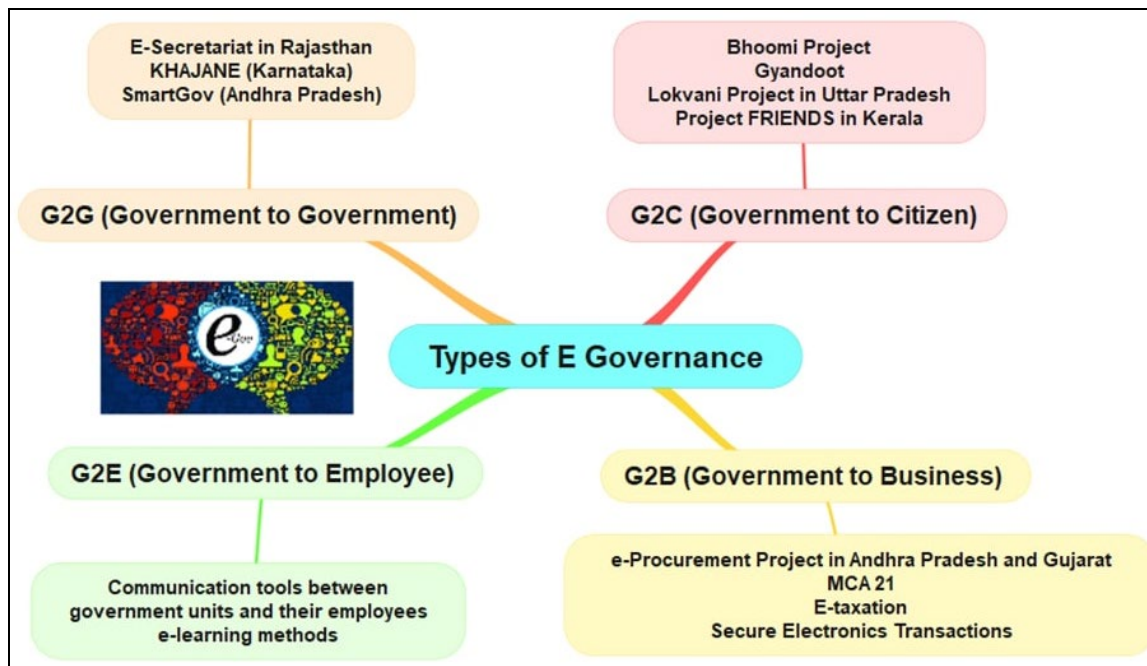 E-Secretariat in Rajasthan
KHAJANE (Karnataka)
SmartGov (Andhra Pradesh)
Bhoomi Project
Gyandoot
Lokvani Project in Uttar Pradesh
Project FRIENDS in Kerala
G2G (Government to Government)
G2C (Government to Citizen)
e-Gov
Types of E Governance
G2E (Government to Employee)
G2B (Government to Business)
Communication tools between
government units and their employees
e-learning methods
e-Procurement Project in Andhra Pradesh and Gujarat
MCA 21
E-taxation
Secure Electronics Transactions